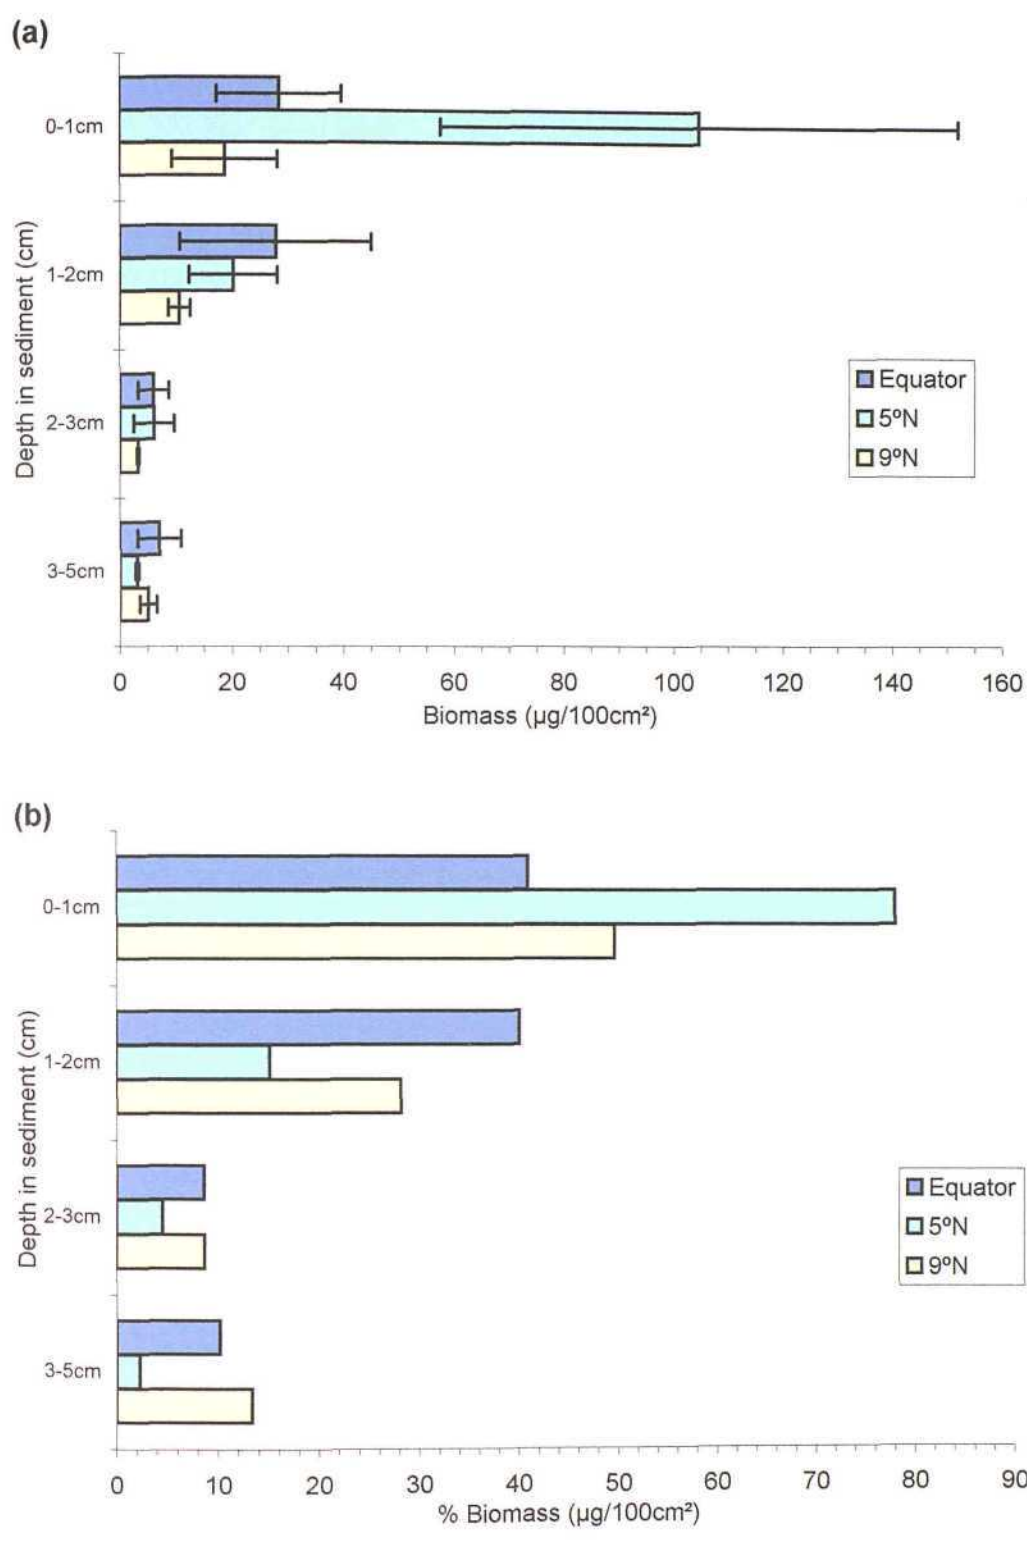 (a)
0-1cm
1-2cm
2-3cm
3-5cm
Depth in sediment (cm)
Equator
5ºN
9ºN
0 20 40 60 80 100 120 140 160
Biomass (µg/100cm²)
(b)
0-1cm
1-2cm
2-3cm
3-5cm
Depth in sediment (cm)
Equator
5ºN
9ºN
0 10 20 30 40 50 60 70 80 90
% Biomass (µg/100cm²)